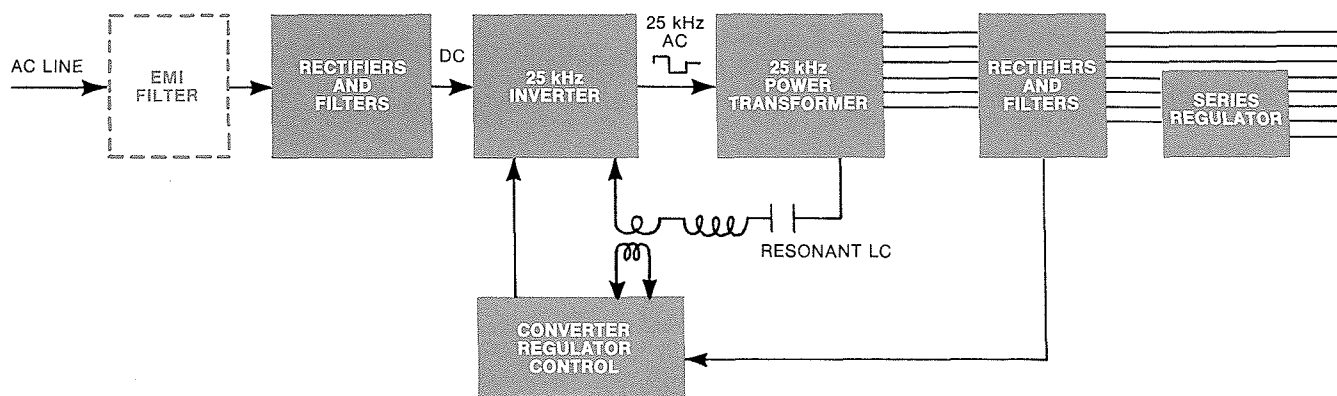 AC LINE
EMI
FILTER
RECTIFIERS
AND
FILTERS
DC
25 kHz
INVERTER
25 kHz
AC
25 kHz
POWER
TRANSFORMER
RECTIFIERS
AND
FILTERS
SERIES
REGULATOR
RESONANT LC
CONVERTER
REGULATOR
CONTROL